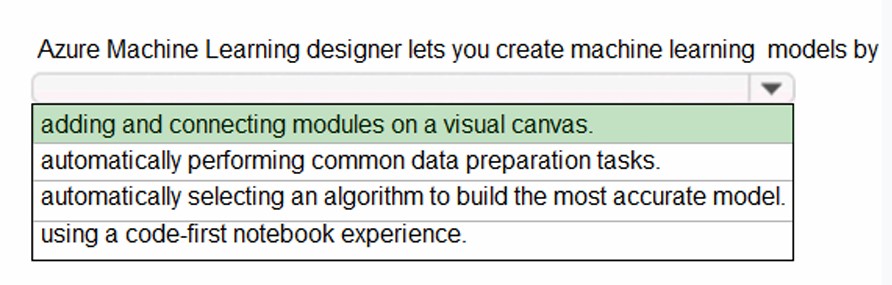 Azure Machine Learning designer lets you create machine learning models by
adding and connecting modules on a visual canvas.
automatically performing common data preparation tasks.
automatically selecting an algorithm to build the most accurate model.
using a code-first notebook experience.